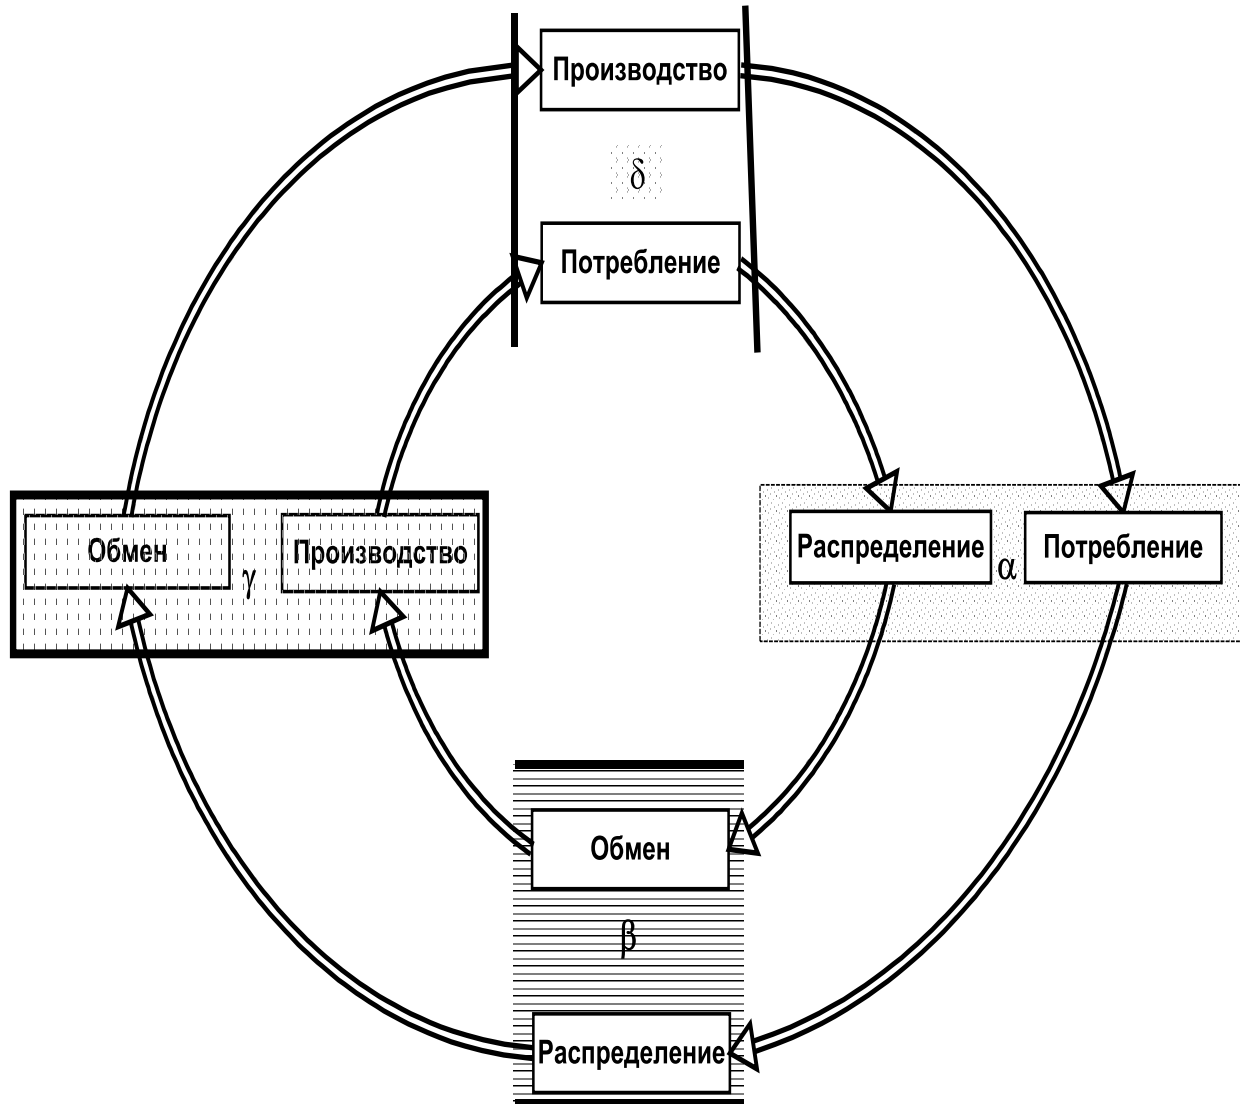 Производство
δ
Потребление
Обмен
γ
Производство
Распределение
α
Потребление
Обмен
β
Распределение